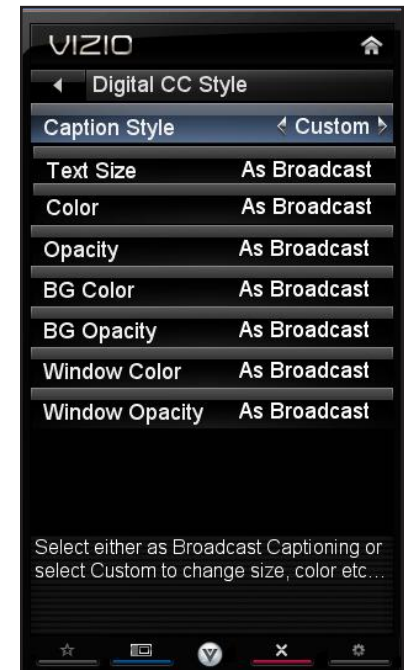 VIZIO
Digital CC Style
Caption Style Custom
Text Size As Broadcast
Color As Broadcast
Opacity As Broadcast
BG Color As Broadcast
BG Opacity As Broadcast
Window Color As Broadcast
Window Opacity As Broadcast
Select either as Broadcast Captioning or
select Custom to change size, color etc...
V